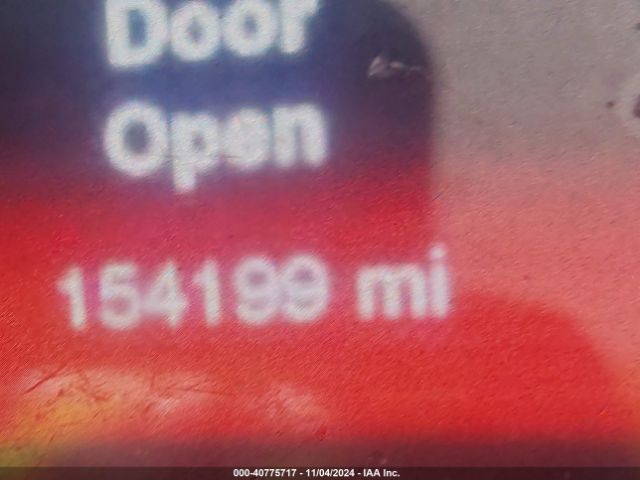 Door
Open
154199 mi
000-40775717 - 11/04/2024 - IAA Inc.